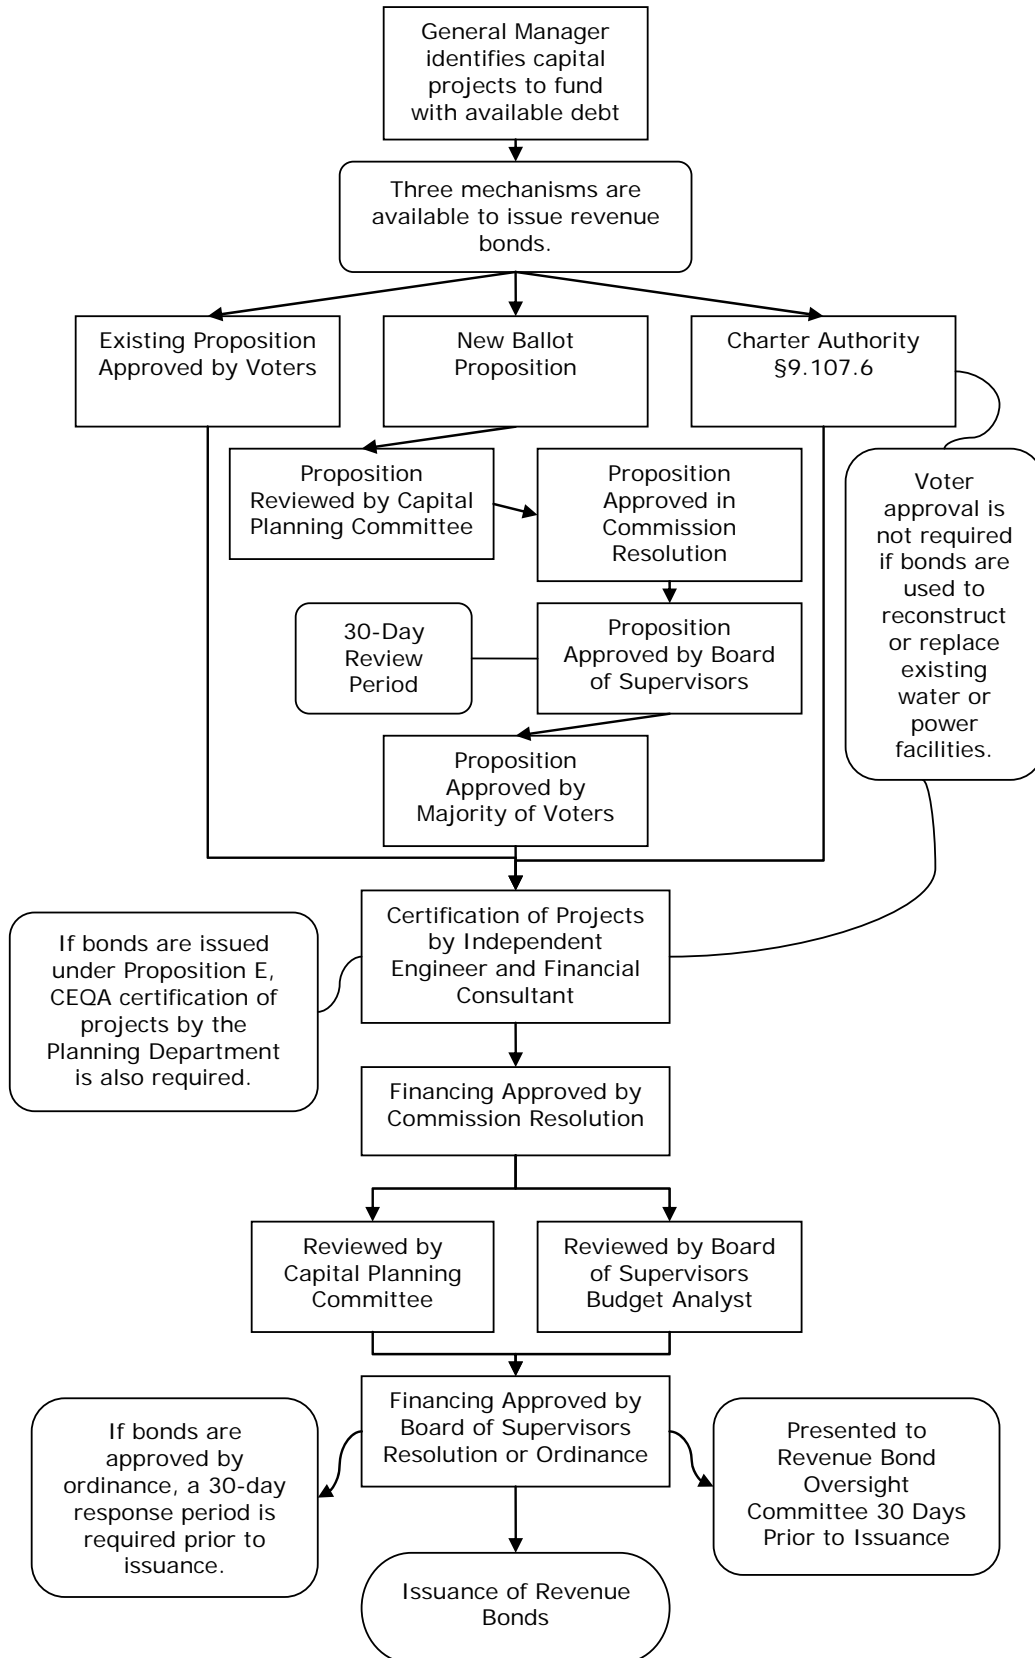 General Manager
identifies capital
projects to fund
with available debt
Three mechanisms are
available to issue revenue
bonds.
Existing Proposition
Approved by Voters
New Ballot
Proposition
Charter Authority
§9.107.6
Proposition
Reviewed by Capital
Planning Committee
Proposition
Approved in
Commission
Resolution
Voter
approval is
not required
if bonds are
used to
reconstruct
or replace
existing
water or
power
facilities.
30-Day
Review
Period
Proposition
Approved by Board
of Supervisors
Proposition
Approved by
Majority of Voters
Certification of Projects
by Independent
Engineer and Financial
Consultant
If bonds are issued
under Proposition E,
CEQA certification of
projects by the
Planning Department
is also required.
Financing Approved by
Commission Resolution
Reviewed by
Capital Planning
Committee
Reviewed by Board
of Supervisors
Budget Analyst
Financing Approved by
Board of Supervisors
Resolution or Ordinance
If bonds are
approved by
ordinance, a 30-day
response period is
required prior to
issuance.
Presented to
Revenue Bond
Oversight
Committee 30 Days
Prior to Issuance
Issuance of Revenue
Bonds